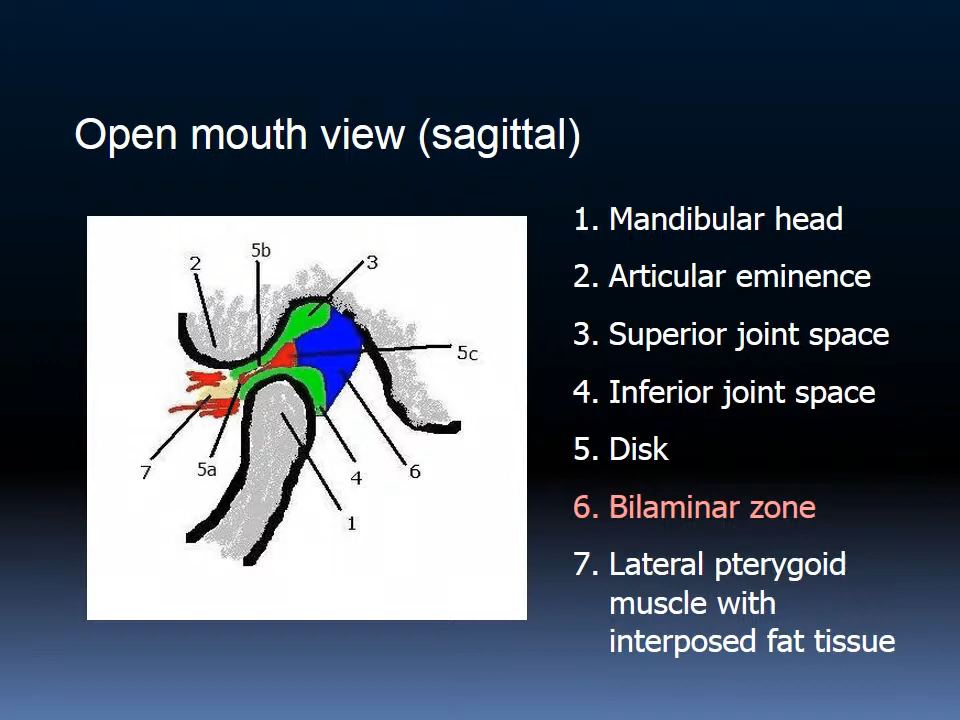 Open mouth view (sagittal)
5b
2
3
5c
7
5a
4
6
1
1. Mandibular head
2. Articular eminence
3. Superior joint space
4. Inferior joint space
5. Disk
6. Bilaminar zone
7. Lateral pterygoid
muscle with
interposed fat tissue